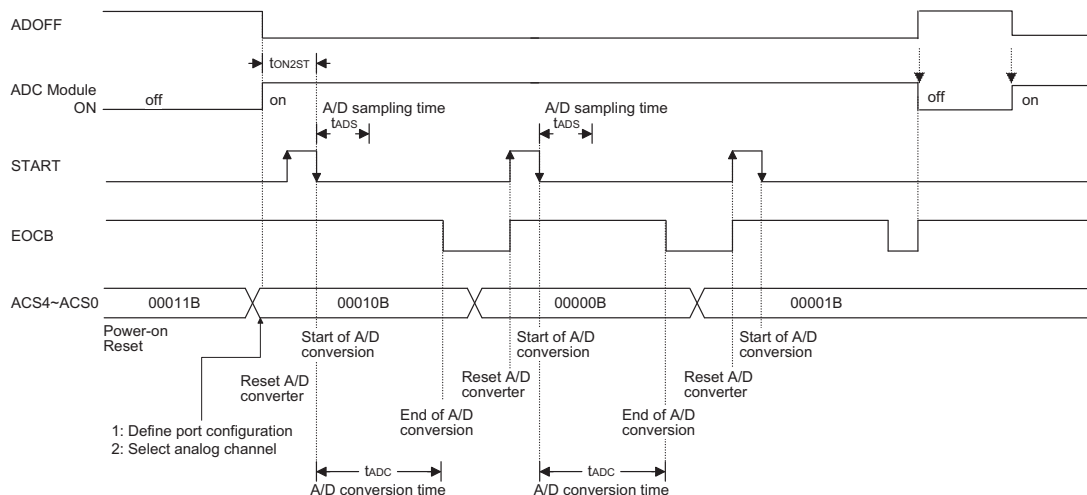 ADOFF
tON2ST
ADC Module
ON
off
on
off
on
A/D sampling time
tADS
A/D sampling time
tADS
START
EOCB
ACS4~ACS0
00011B
00010B
00000B
00001B
Power-on
Reset
Start of A/D
conversion
Start of A/D
conversion
Start of A/D
conversion
Reset A/D
converter
Reset A/D
converter
Reset A/D
converter
End of A/D
conversion
End of A/D
conversion
1: Define port configuration
2: Select analog channel
tADC
A/D conversion time
tADC
A/D conversion time